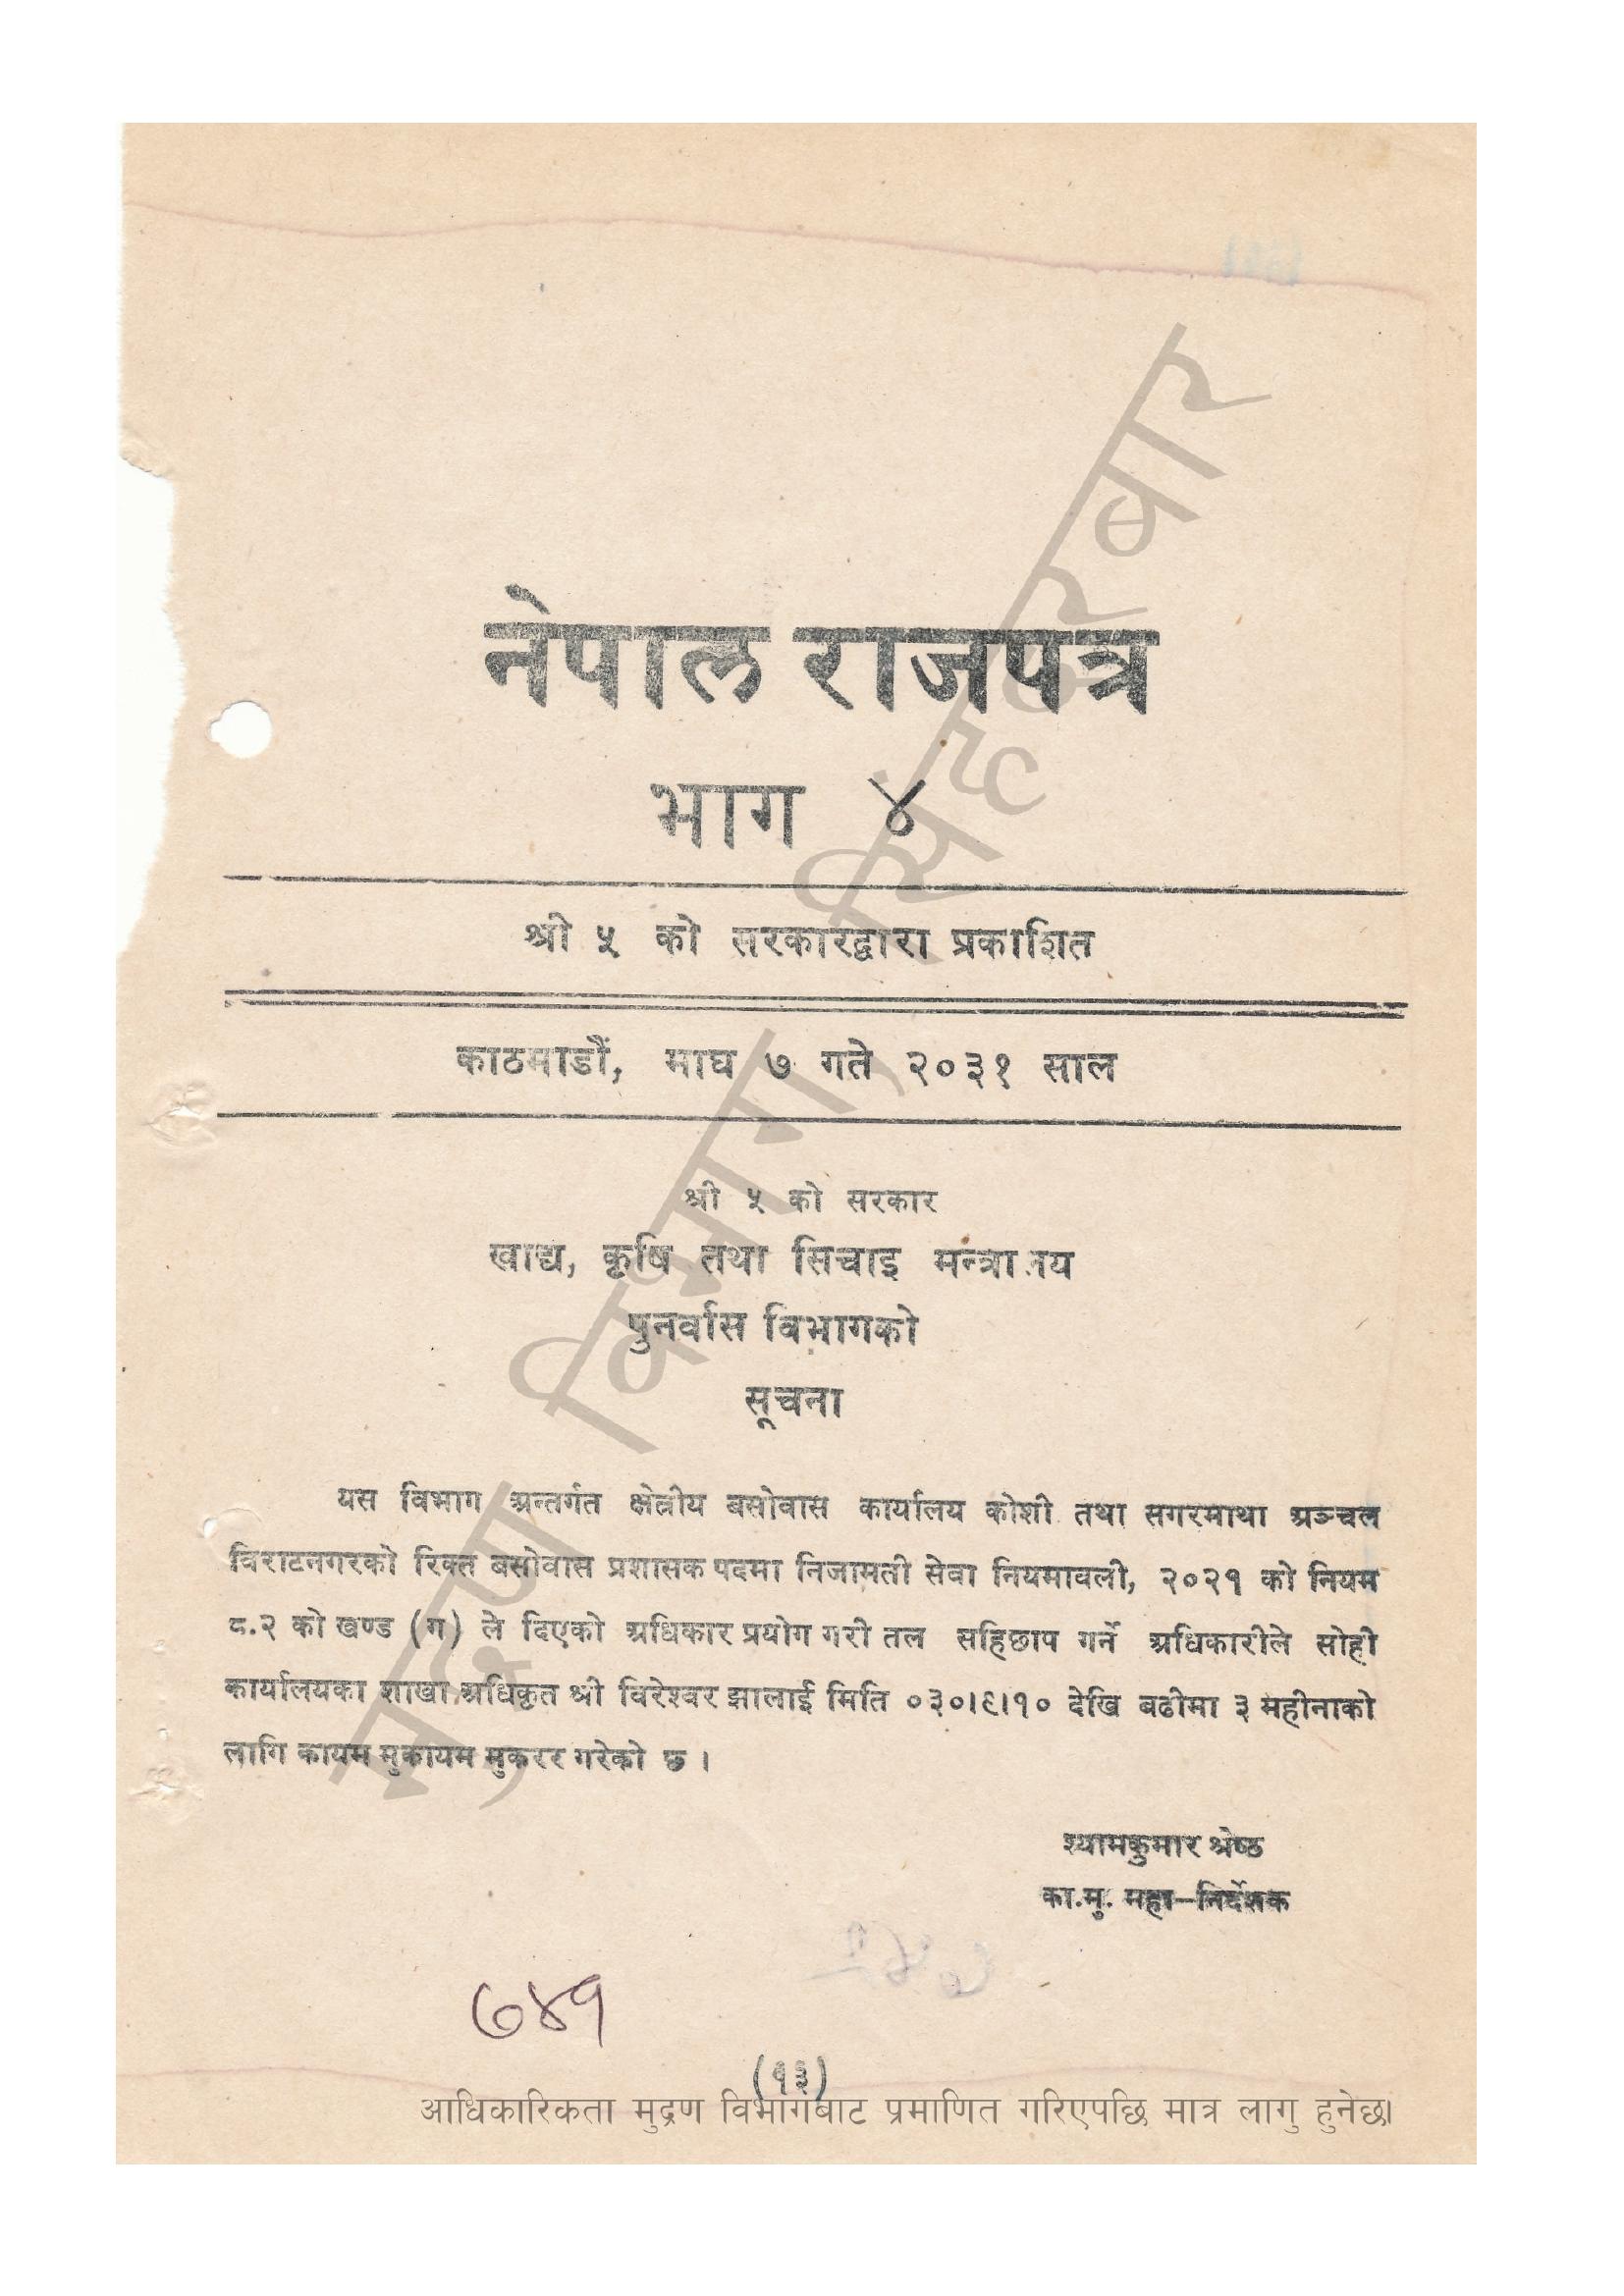 नेपाल राजपत्र
भाग ४
श्री ५ को सरकारद्वारा प्रकाशित
काठमाडौं, माघ ७ गते २०३१ साल
श्री ५ को सरकार
खाद्य, कृषि तथा सिचाइ मन्त्रालय
पुनर्वास विभागको
सूचना
यस विभाग अन्तर्गत क्षेत्रीय बसोवास कार्यालय कोशी तथा सगरमाथा अञ्चल
विराटनगरको रिक्त बसोवास प्रशासक पदमा निजामती सेवा नियमावली, २०२१ को नियम
८.२ को खण्ड (ग) ले दिएको अधिकार प्रयोग गरी तल सहिछाप गर्ने अधिकारीले सोही
कार्यालयका शाखा अधिकृत श्री विरेश्वर झालाई मिति ०३०।९।१० देखि बढीमा ३ महीनाको
लागि कायम मुकायम मुकरर गरेको छ ।
श्यामकुमार श्रेष्ठ
का.मु. महा–निर्देशक
७४१
(१३)
आधिकारिकता मुद्रण विभागबाट प्रमाणित गरिएपछि मात्र लागु हुनेछ।
मुद्रण विभाग, सिंहदरबार